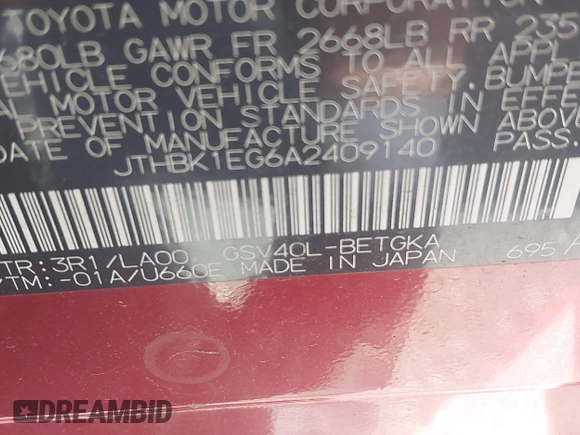 TOYOTA MOTOR CORPORATION
680LB GAWR FR 2668LB RR 235
VEHICLE CONFORMS TO ALL APPL
AL MOTOR VEHICLE SAFETY, BUMPE
PREVENTION STANDARDS IN EFFE
DATE OF MANUFACTURE SHOWN ABOV
JTHBK1EG6A2409140 PASS.
TR:3R1/LA00 GSV40L-BETGKA 695
TM:-01A/U660E MADE IN JAPAN
DREAMBID